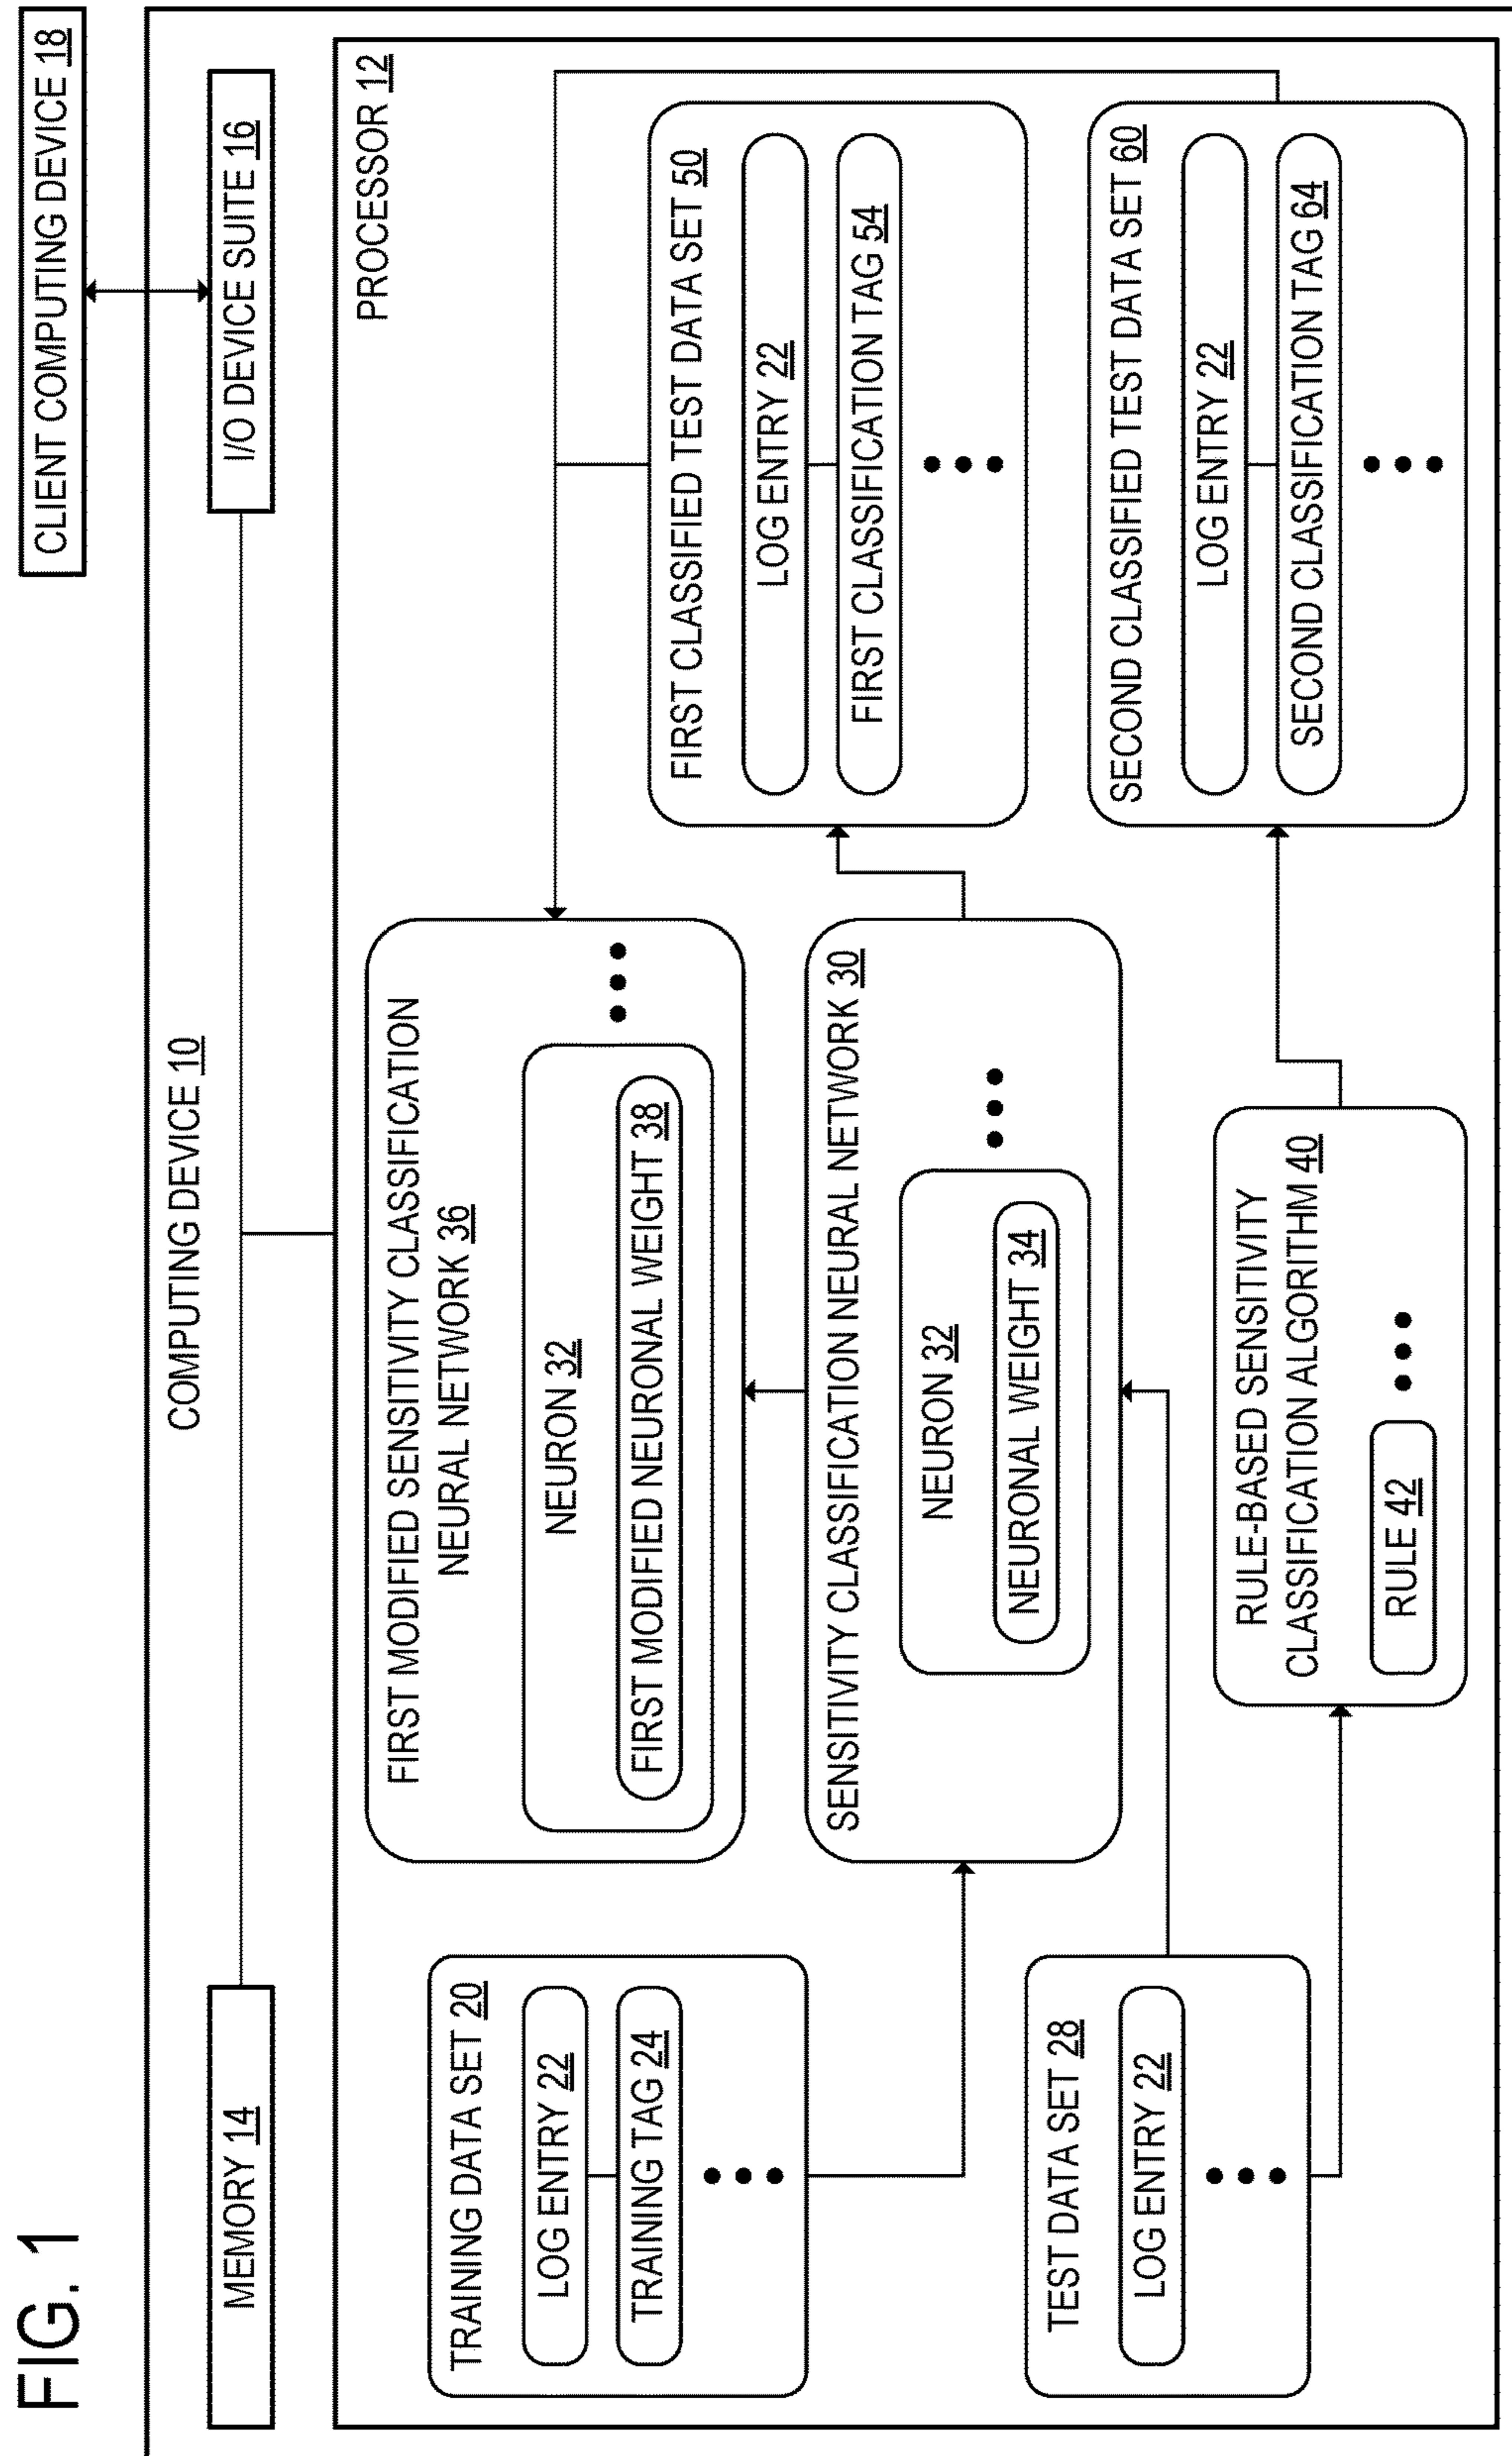 FIG. 1
CLIENT COMPUTING DEVICE 18
COMPUTING DEVICE 10
MEMORY 14
I/O DEVICE SUITE 16
PROCESSOR 12
TRAINING DATA SET 20
LOG ENTRY 22
TRAINING TAG 24
FIRST MODIFIED SENSITIVITY CLASSIFICATION
NEURAL NETWORK 36
NEURON 32
FIRST MODIFIED NEURONAL WEIGHT 38
FIRST CLASSIFIED TEST DATA SET 50
LOG ENTRY 22
FIRST CLASSIFICATION TAG 54
SENSITIVITY CLASSIFICATION NEURAL NETWORK 30
NEURON 32
NEURONAL WEIGHT 34
TEST DATA SET 28
LOG ENTRY 22
RULE-BASED SENSITIVITY
CLASSIFICATION ALGORITHM 40
RULE 42
SECOND CLASSIFIED TEST DATA SET 60
LOG ENTRY 22
SECOND CLASSIFICATION TAG 64